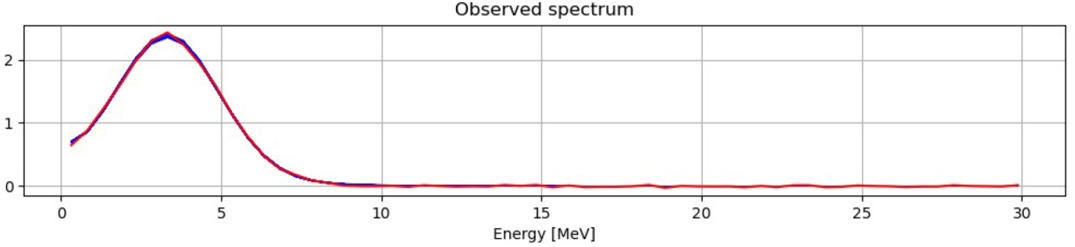 Observed spectrum
2
1
0
0 5 10 15 20 25 30
Energy [MeV]